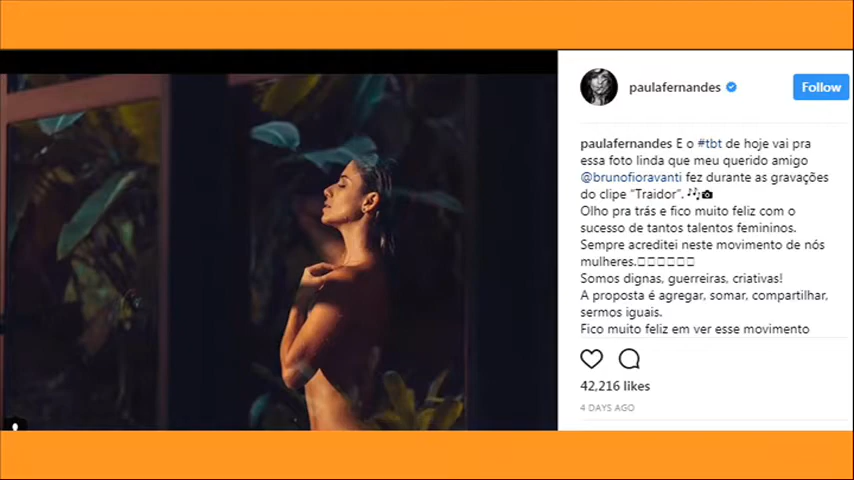 paulafernandes
Follow
paulafernandes E o #tbt de hoje vai pra
essa foto linda que meu querido amigo
@brunofioravanti fez durante as gravações
do clipe "Traidor". 🎶📷
Olho pra trás e fico muito feliz com o
sucesso de tantos talentos femininos.
Sempre acreditei neste movimento de nós
mulheres.□□□□□□
Somos dignas, guerreiras, criativas!
A proposta é agregar, somar, compartilhar,
sermos iguais.
Fico muito feliz em ver esse movimento
42,216 likes
4 DAYS AGO